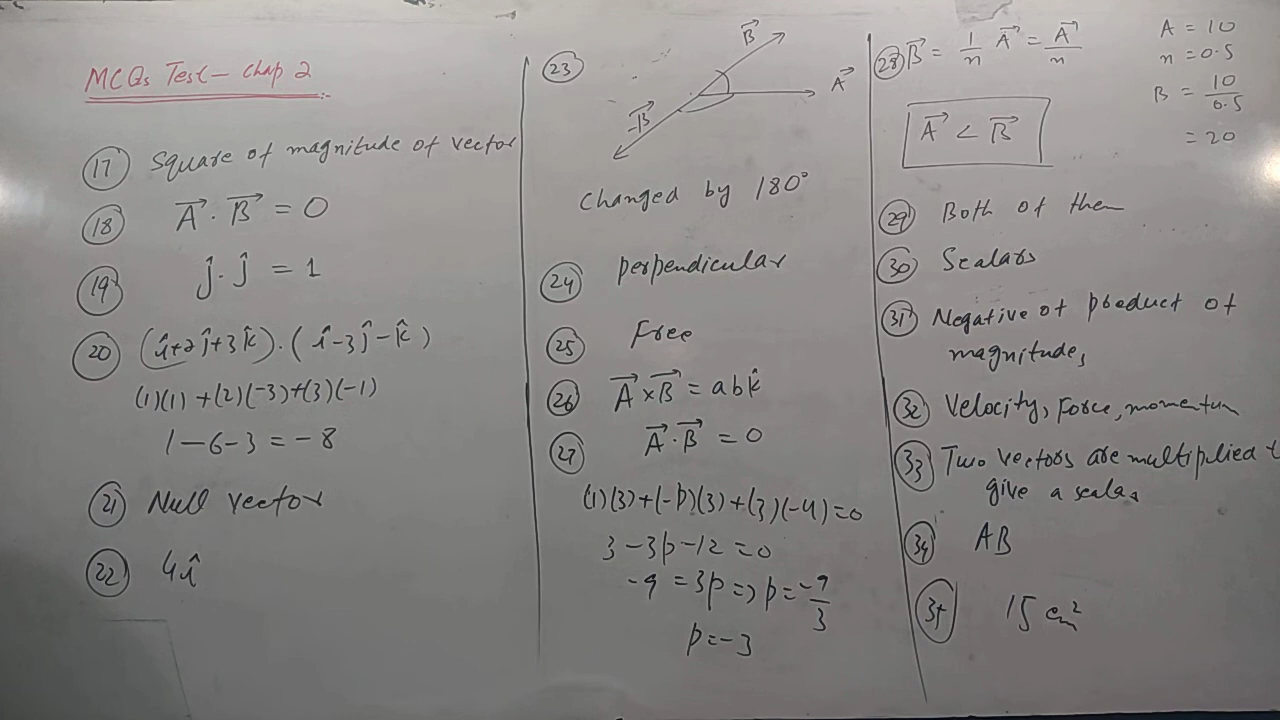 MCQs Test - Chap 2
(17) Square of magnitude of vector
(18) A⃗ · B⃗ = 0
(19) ĵ · ĵ = 1
(20) (î+2ĵ+3k̂) · (î-3ĵ-k̂)
(1)(1) + (2)(-3) + (3)(-1)
1 - 6 - 3 = -8
(21) Null vector
(22) 4î
(23)
B⃗
A⃗
-B⃗
Changed by 180°
(24) perpendicular
(25) Free
(26) A⃗ × B⃗ = abk̂
(27) A⃗ · B⃗ = 0
(1)(3) + (-P)(3) + (3)(-4) = 0
3 - 3p - 12 = 0
-9 = 3p => p = -9/3
p = -3
(28) B⃗ = 1/n A⃗ = A⃗/n
A = 10
n = 0.5
B = 10/0.5
= 20
A⃗ < B⃗
(29) Both of them
(30) Scalars
(31) Negative of product of
magnitudes
(32) Velocity, Force, momentum
(33) Two vectors are multiplied t
give a scalar
(34) AB
(35) 15 cm²